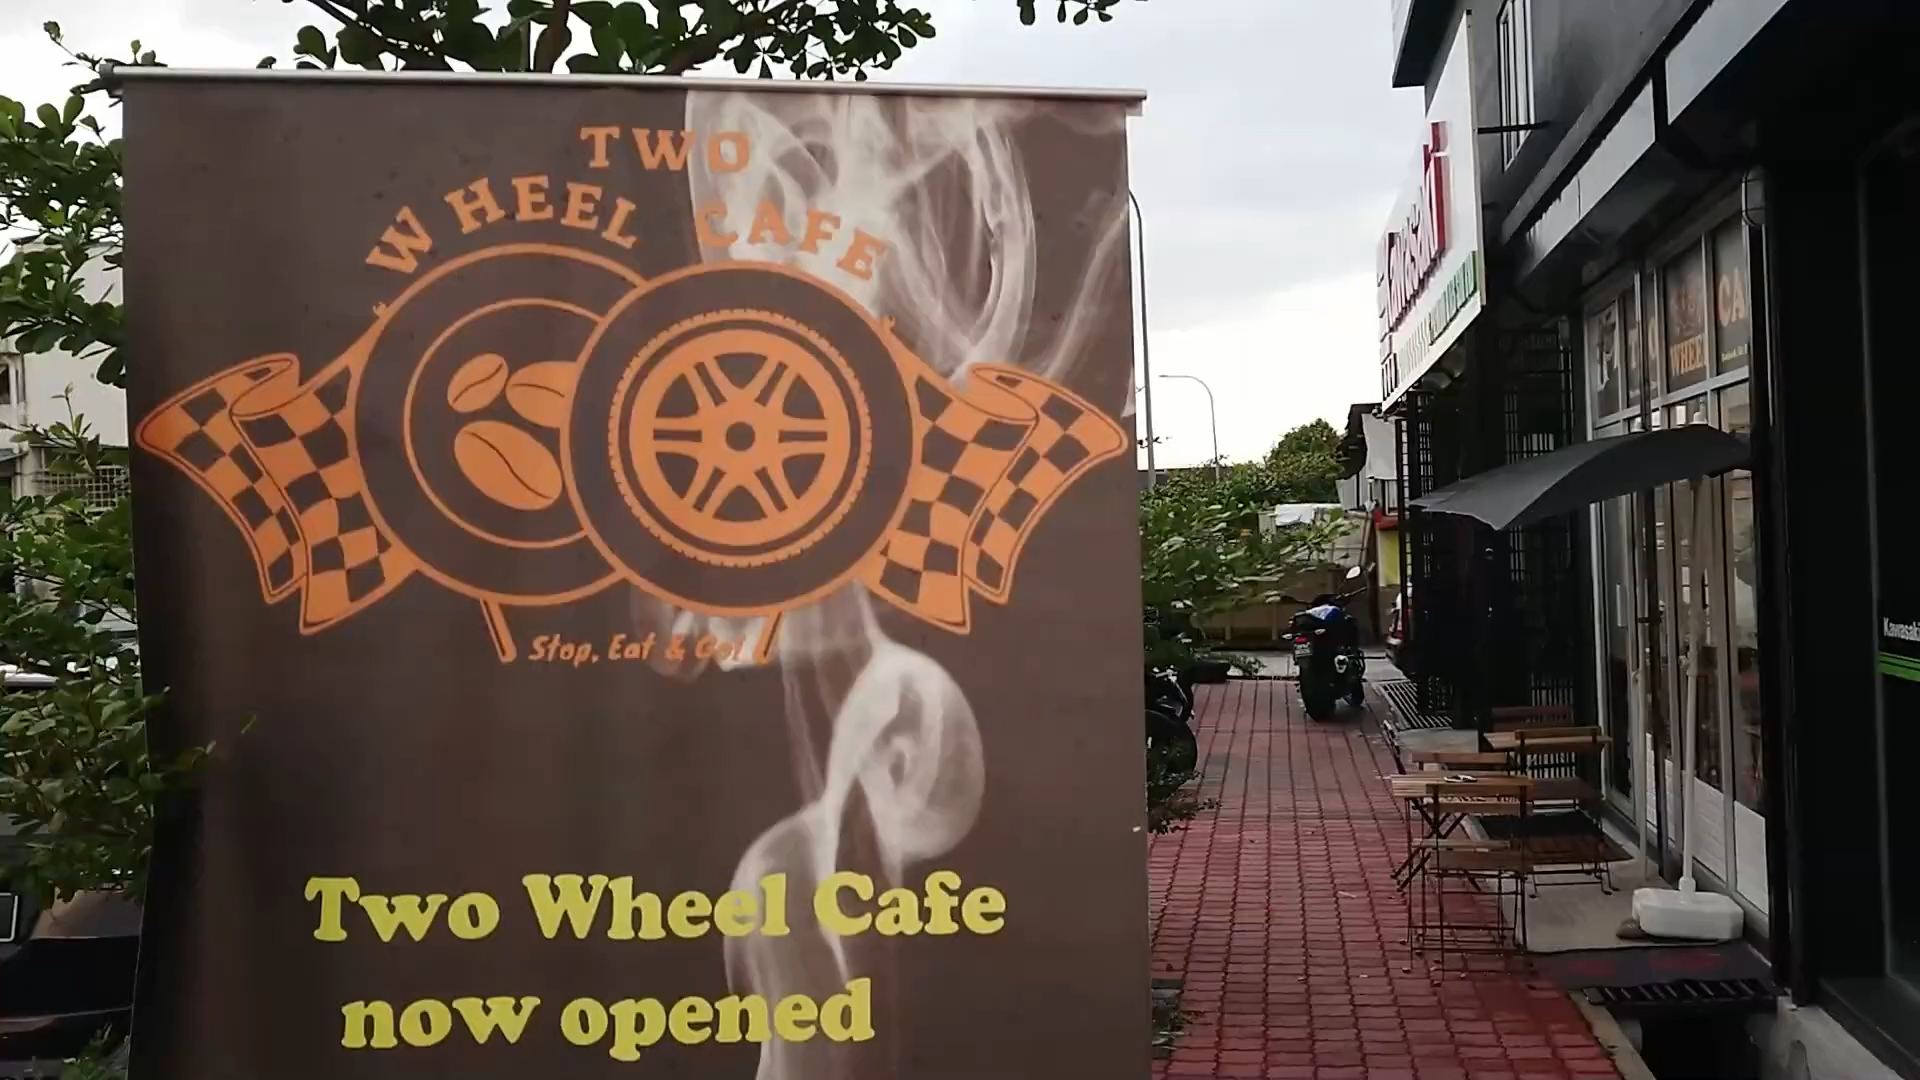 TWO
WHEEL CAFE
Stop, Eat & Go!
Two Wheel Cafe
now opened
Kawasaki
WHEEL
CA
Kawasaki